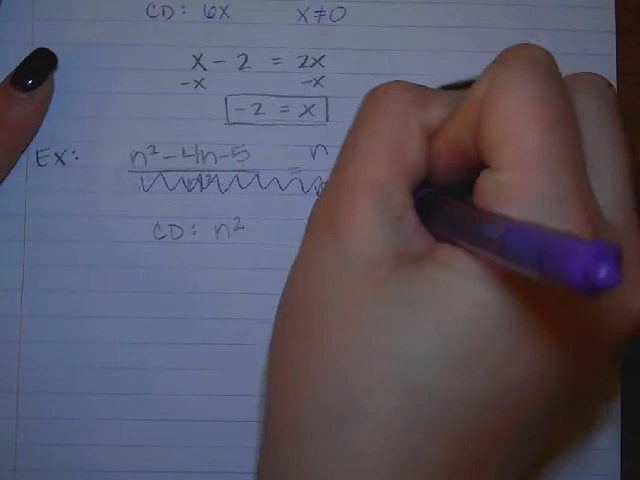 CD: 6x x≠0
x - 2 = 2x
-x -x
-2 = x
EX: n² - 4n - 5 = n
CD: n²